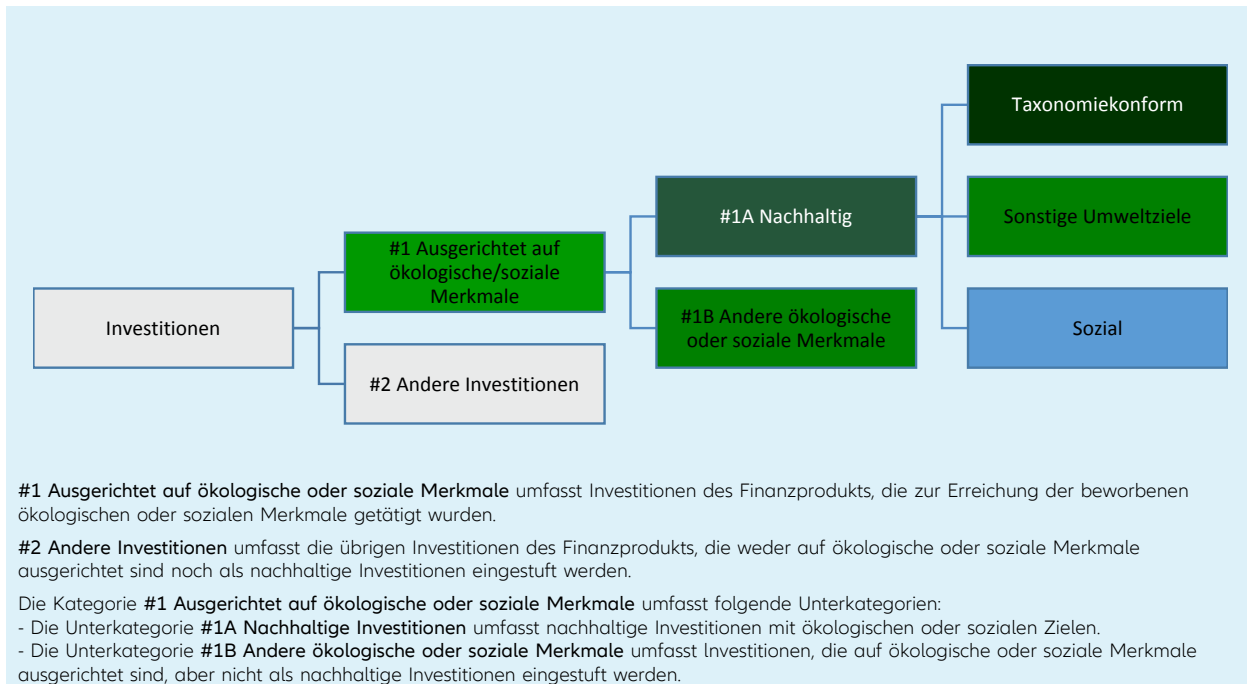 Taxonomiekonform
#1A Nachhaltig
Sonstige Umweltziele
#1 Ausgerichtet auf
ökologische/soziale
Merkmale
Investitionen
#1B Andere ökologische
oder soziale Merkmale
Sozial
#2 Andere Investitionen
#1 Ausgerichtet auf ökologische oder soziale Merkmale umfasst Investitionen des Finanzprodukts, die zur Erreichung der beworbenen
ökologischen oder sozialen Merkmale getätigt wurden.
#2 Andere Investitionen umfasst die übrigen Investitionen des Finanzprodukts, die weder auf ökologische oder soziale Merkmale
ausgerichtet sind noch als nachhaltige Investitionen eingestuft werden.
Die Kategorie #1 Ausgerichtet auf ökologische oder soziale Merkmale umfasst folgende Unterkategorien:
- Die Unterkategorie #1A Nachhaltige Investitionen umfasst nachhaltige Investitionen mit ökologischen oder sozialen Zielen.
- Die Unterkategorie #1B Andere ökologische oder soziale Merkmale umfasst Investitionen, die auf ökologische oder soziale Merkmale
ausgerichtet sind, aber nicht als nachhaltige Investitionen eingestuft werden.